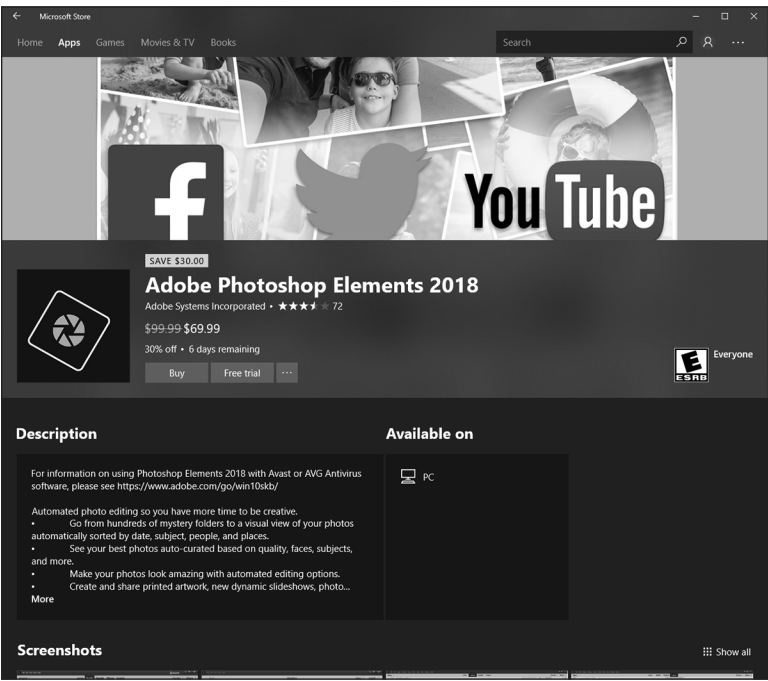 Microsoft Store
Home Apps Games Movies & TV Books Search
f
You Tube
SAVE $30.00
Adobe Photoshop Elements 2018
Adobe Systems Incorporated • ★★★★★ 72
$99.99 $69.99
30% off • 6 days remaining
Buy Free trial ...
E
ESRB
Everyone
Description
For information on using Photoshop Elements 2018 with Avast or AVG Antivirus
software, please see https://www.adobe.com/go/win10skb/
Automated photo editing so you have more time to be creative.
• Go from hundreds of mystery folders to a visual view of your photos
automatically sorted by date, subject, people, and places.
• See your best photos auto-curated based on quality, faces, subjects,
and more.
• Make your photos look amazing with automated editing options.
• Create and share printed artwork, new dynamic slideshows, photo...
More
Available on
PC
Screenshots
Show all